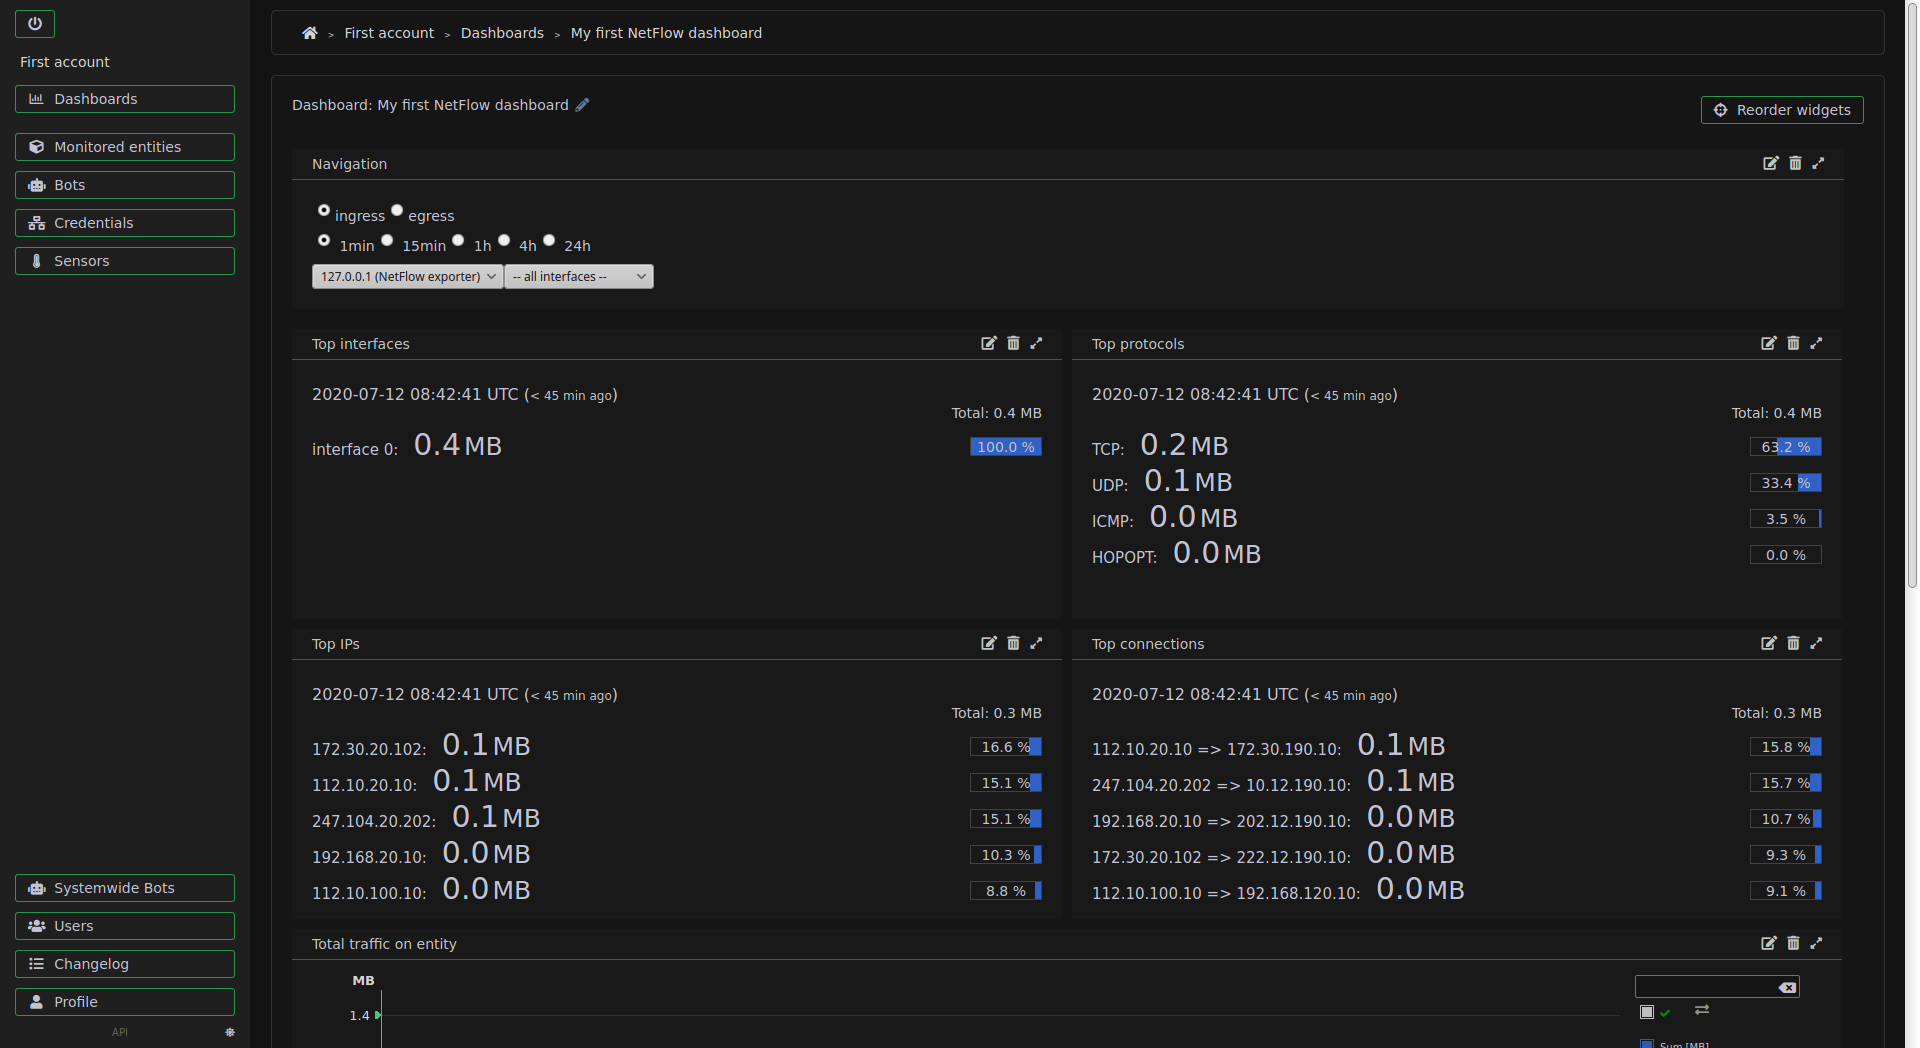 First account
Dashboards
Monitored entities
Bots
Credentials
Sensors
Systemwide Bots
Users
Changelog
Profile
API
> First account > Dashboards > My first NetFlow dashboard
Dashboard: My first NetFlow dashboard
Reorder widgets
Navigation
ingress egress
1min 15min 1h 4h 24h
127.0.0.1 (NetFlow exporter) -- all interfaces --
Top interfaces
2020-07-12 08:42:41 UTC (< 45 min ago)
Total: 0.4 MB
interface 0: 0.4 MB 100.0 %
Top protocols
2020-07-12 08:42:41 UTC (< 45 min ago)
Total: 0.4 MB
TCP: 0.2 MB 63.2 %
UDP: 0.1 MB 33.4 %
ICMP: 0.0 MB 3.5 %
HOPOPT: 0.0 MB 0.0 %
Top IPs
2020-07-12 08:42:41 UTC (< 45 min ago)
Total: 0.3 MB
172.30.20.102: 0.1 MB 16.6 %
112.10.20.10: 0.1 MB 15.1 %
247.104.20.202: 0.1 MB 15.1 %
192.168.20.10: 0.0 MB 10.3 %
112.10.100.10: 0.0 MB 8.8 %
Top connections
2020-07-12 08:42:41 UTC (< 45 min ago)
Total: 0.3 MB
112.10.20.10 => 172.30.190.10: 0.1 MB 15.8 %
247.104.20.202 => 10.12.190.10: 0.1 MB 15.7 %
192.168.20.10 => 202.12.190.10: 0.0 MB 10.7 %
172.30.20.102 => 222.12.190.10: 0.0 MB 9.3 %
112.10.100.10 => 192.168.120.10: 0.0 MB 9.1 %
Total traffic on entity
MB
1.4
Sum [MB]